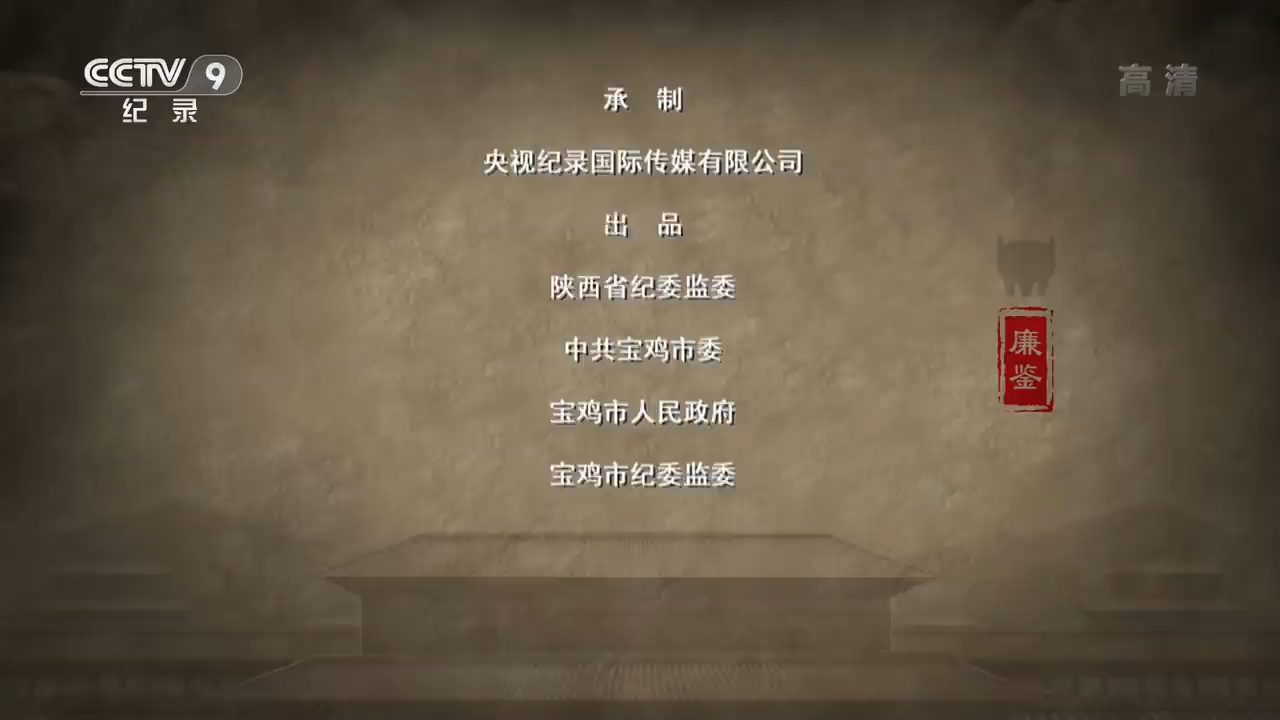 CCTV 9
纪录
高清
承 制
央视纪录国际传媒有限公司
出 品
陕西省纪委监委
中共宝鸡市委
宝鸡市人民政府
宝鸡市纪委监委
廉鉴